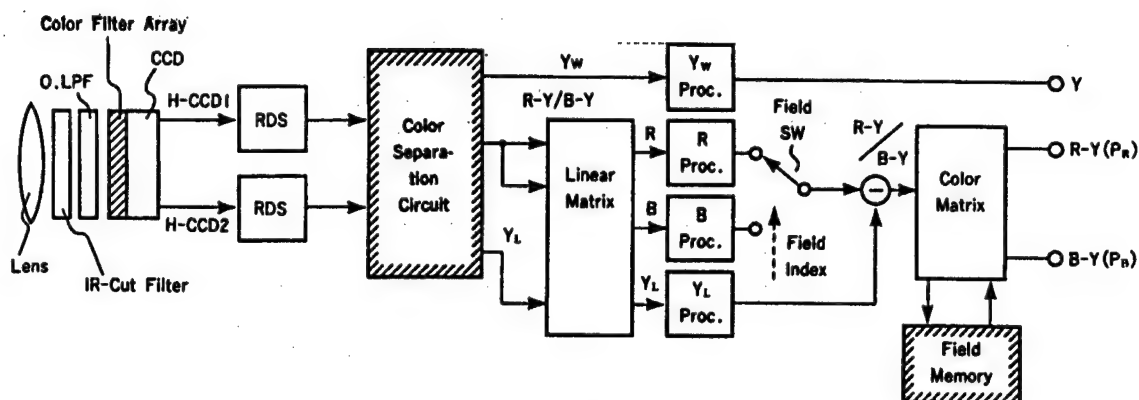 Color Filter Array
CCD
O.LPF
H-CCD1
H-CCD2
Lens
IR-Cut Filter
RDS
RDS
Color
Separa-
tion
Circuit
Yw
R-Y/B-Y
YL
Linear
Matrix
R
B
YL
Yw
Proc.
R
Proc.
B
Proc.
YL
Proc.
Field
SW
Field
Index
R-Y
B-Y
−
Color
Matrix
Field
Memory
Y
R-Y(PR)
B-Y(PB)